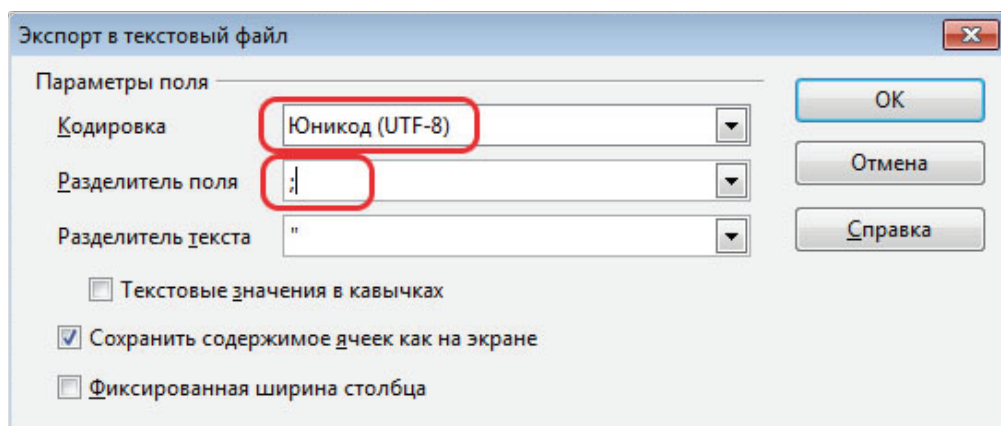 Экспорт в текстовый файл
Параметры поля
Кодировка Юникод (UTF-8)
Разделитель поля ;
Разделитель текста "
Текстовые значения в кавычках
Сохранить содержимое ячеек как на экране
Фиксированная ширина столбца
ОК
Отмена
Справка